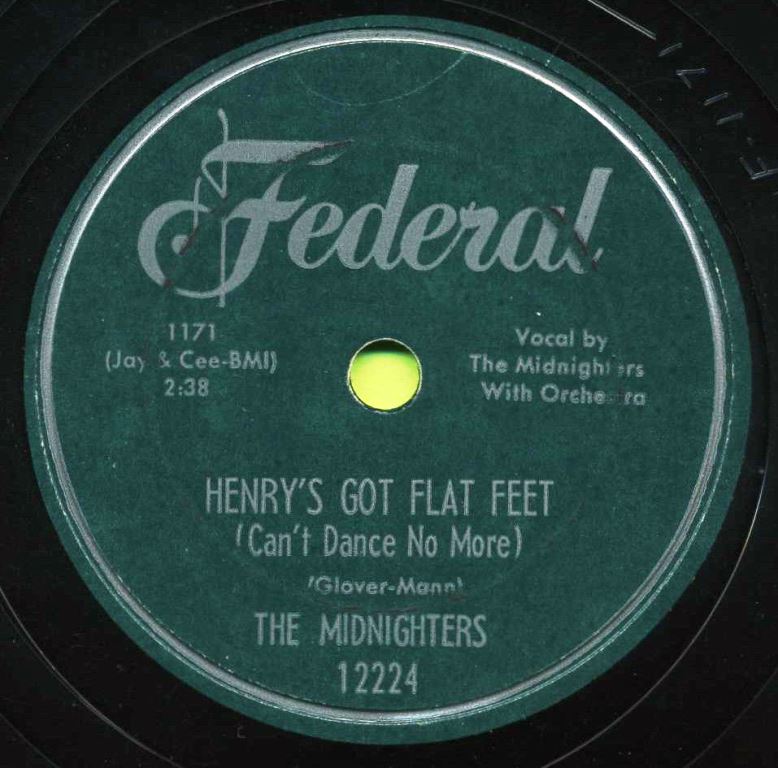 F-1171
Federal
1171
(Jay & Cee-BMI)
2:38
Vocal by
The Midnighters
With Orchestra
HENRY'S GOT FLAT FEET
(Can't Dance No More)
(Glover-Mann)
THE MIDNIGHTERS
12224